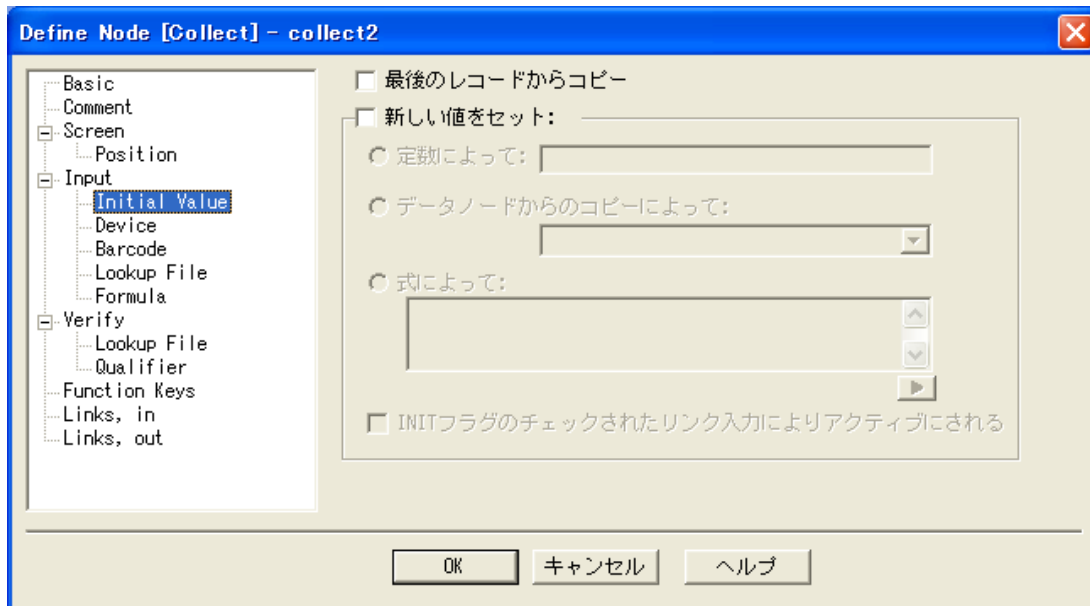 Define Node [Collect] - collect2
Basic
Comment
Screen
Position
Input
Initial Value
Device
Barcode
Lookup File
Formula
Verify
Lookup File
Qualifier
Function Keys
Links, in
Links, out
最後のレコードからコピー
新しい値をセット:
定数によって:
データノードからのコピーによって:
式によって:
INITフラグのチェックされたリンク入力によりアクティブにされる
OK
キャンセル
ヘルプ